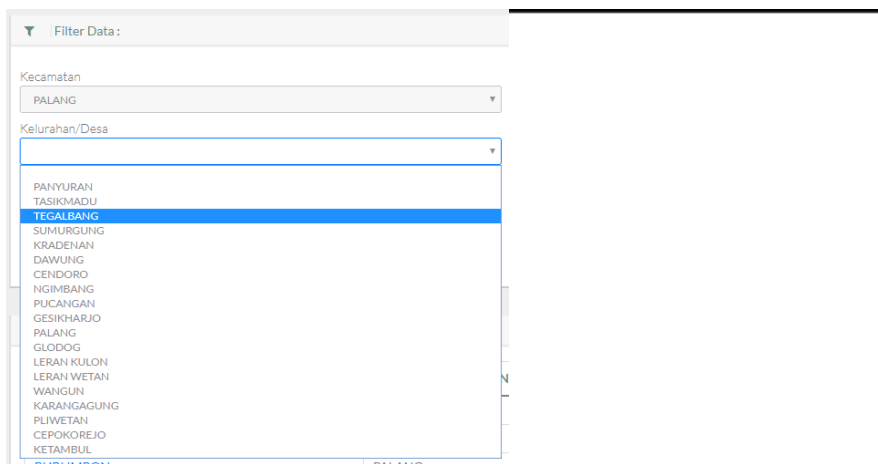 Filter Data :
Kecamatan
PALANG
Kelurahan/Desa
PANYURAN
TASIKMADU
TEGALBANG
SUMURGUNG
KRADENAN
DAWUNG
CENDORO
NGIMBANG
PUCANGAN
GESIKHARJO
PALANG
GLODOG
LERAN KULON
LERAN WETAN
WANGUN
KARANGAGUNG
PLIWETAN
CEPOKOREJO
KETAMBUL